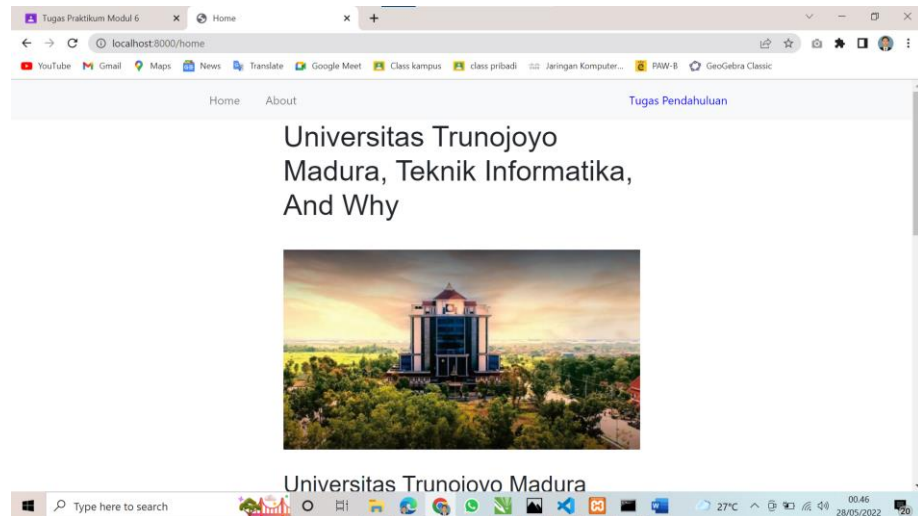 Tugas Praktikum Modul 6
Home
localhost:8000/home
YouTube Gmail Maps News Translate Google Meet Class kampus class pribadi Jaringan Komputer... PAW-B GeoGebra Classic
Home About Tugas Pendahuluan
Universitas Trunojoyo
Madura, Teknik Informatika,
And Why
Universitas Trunojoyo Madura
Type here to search
27°C
00.46
28/05/2022
20